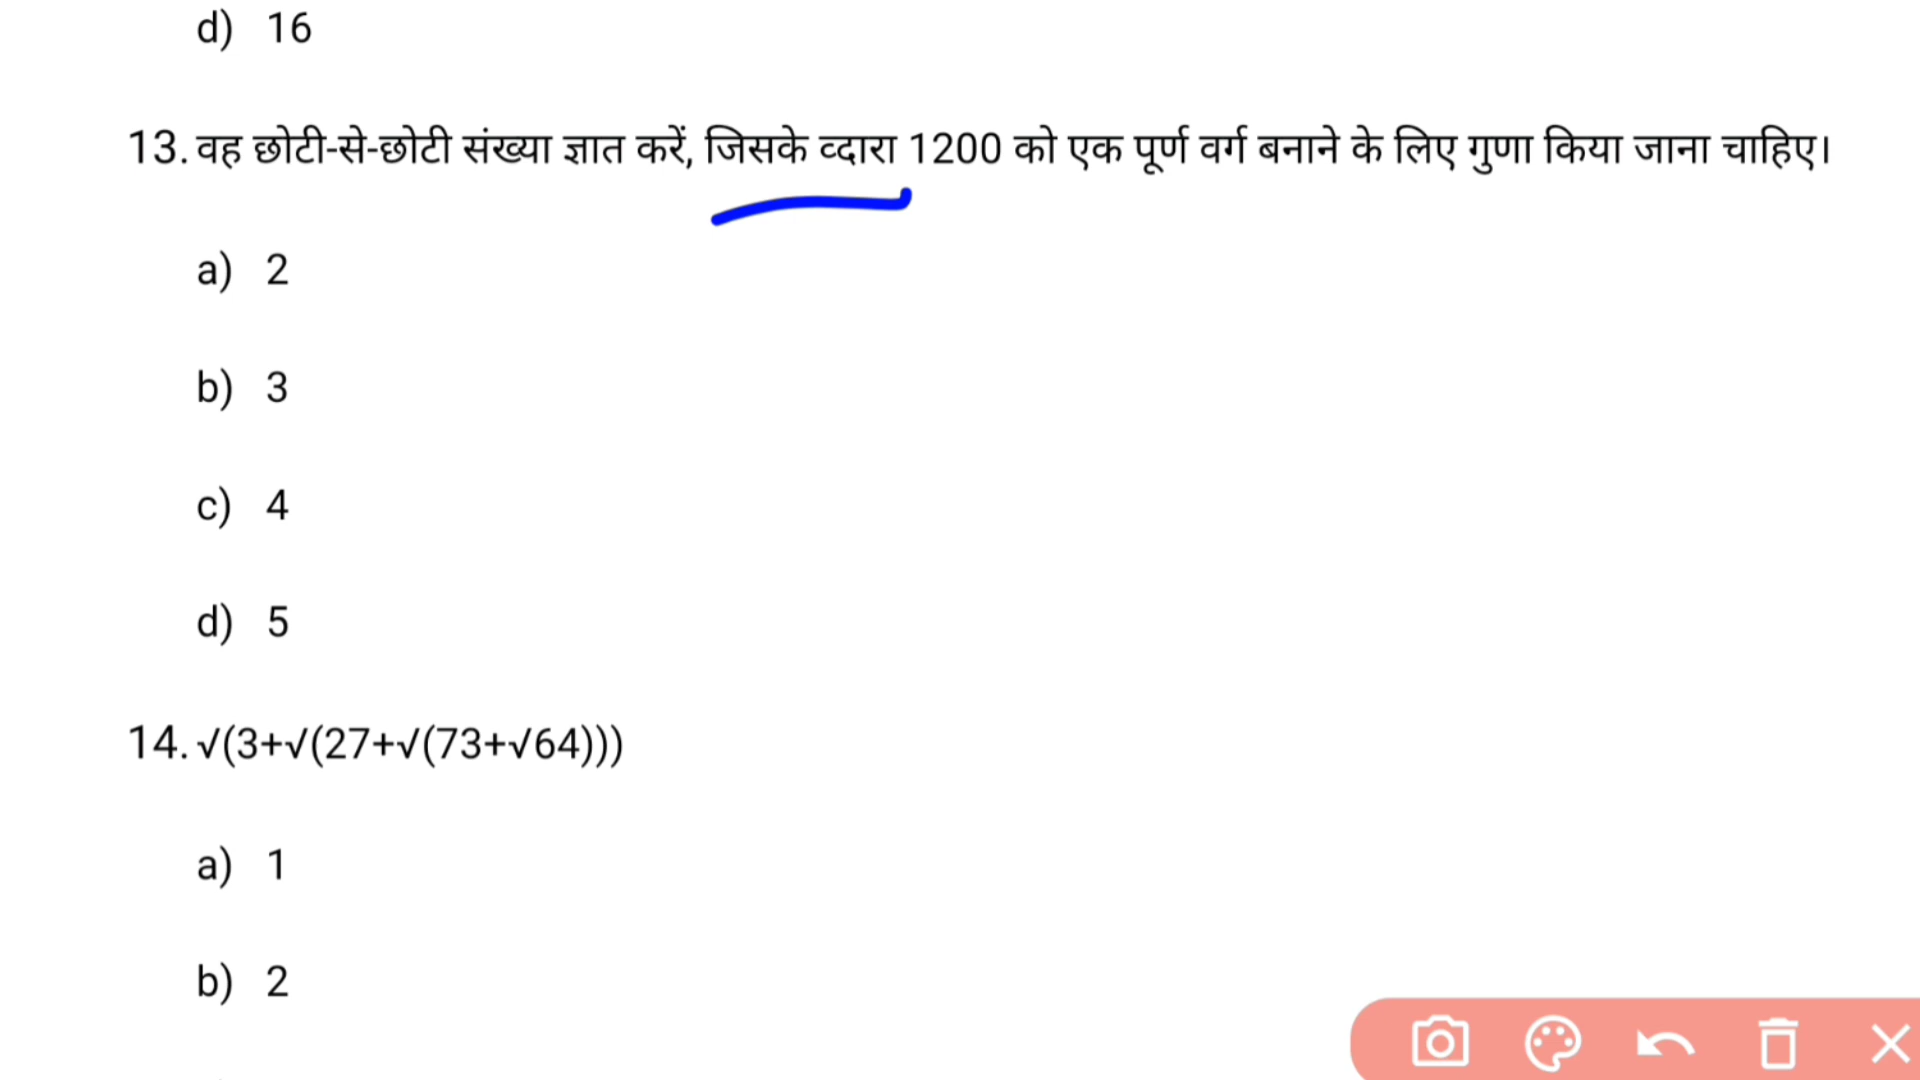 d) 16
13. वह छोटी-से-छोटी संख्या ज्ञात करें, जिसके व्दारा 1200 को एक पूर्ण वर्ग बनाने के लिए गुणा किया जाना चाहिए।
a) 2
b) 3
c) 4
d) 5
14. √(3+√(27+√(73+√64)))
a) 1
b) 2